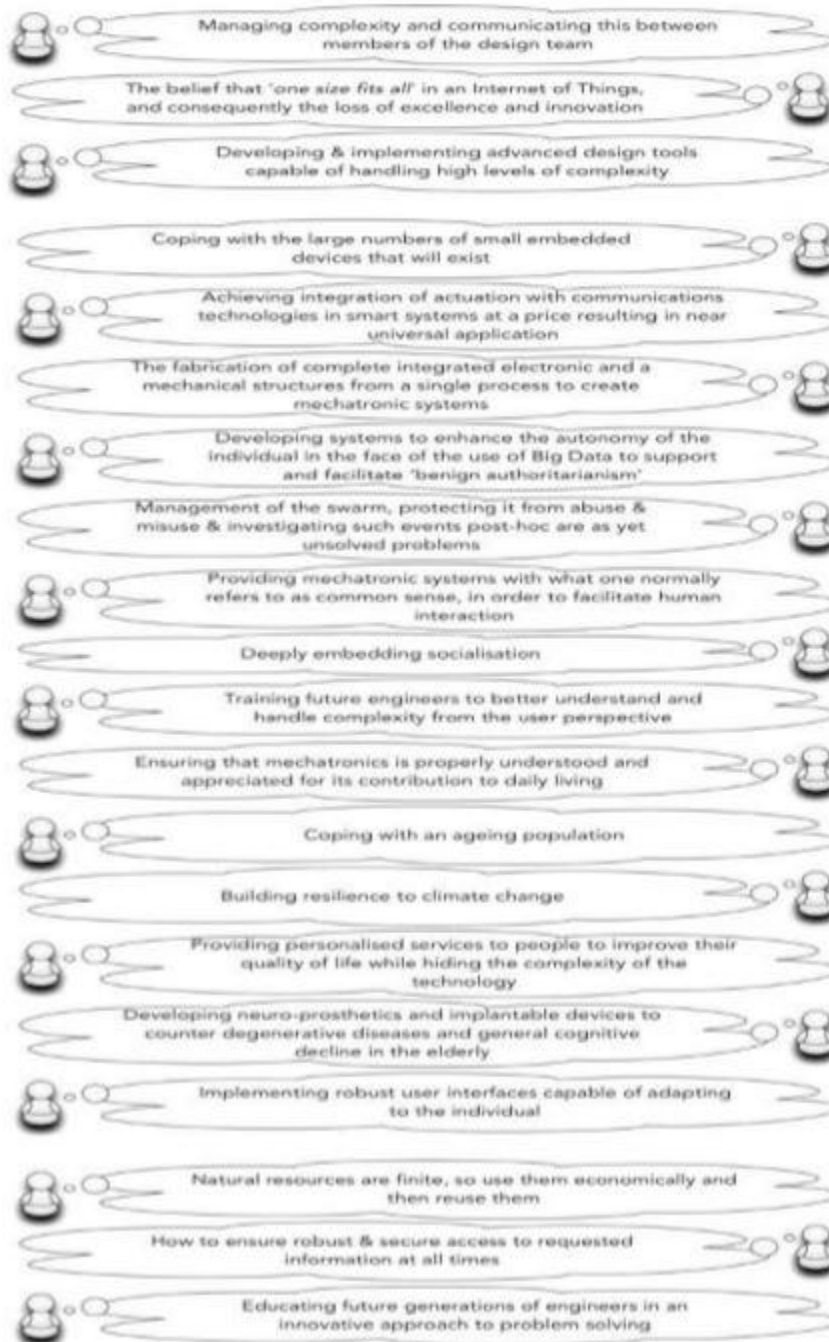 Managing complexity and communicating this between
members of the design team
The belief that 'one size fits all' in an Internet of Things,
and consequently the loss of excellence and innovation
Developing & implementing advanced design tools
capable of handling high levels of complexity
Coping with the large numbers of small embedded
devices that will exist
Achieving integration of actuation with communications
technologies in smart systems at a price resulting in near
universal application
The fabrication of complete integrated electronic and a
mechanical structures from a single process to create
mechatronic systems
Developing systems to enhance the autonomy of the
individual in the face of the use of Big Data to support
and facilitate 'benign authoritarianism'
Management of the swarm, protecting it from abuse &
misuse & investigating such events post-hoc are as yet
unsolved problems
Providing mechatronic systems with what one normally
refers to as common sense, in order to facilitate human
interaction
Deeply embedding socialisation
Training future engineers to better understand and
handle complexity from the user perspective
Ensuring that mechatronics is properly understood and
appreciated for its contribution to daily living
Coping with an ageing population
Building resilience to climate change
Providing personalised services to people to improve their
quality of life while hiding the complexity of the
technology
Developing neuro-prosthetics and implantable devices to
counter degenerative diseases and general cognitive
decline in the elderly
Implementing robust user interfaces capable of adapting
to the individual
Natural resources are finite, so use them economically and
then reuse them
How to ensure robust & secure access to requested
information at all times
Educating future generations of engineers in an
innovative approach to problem solving